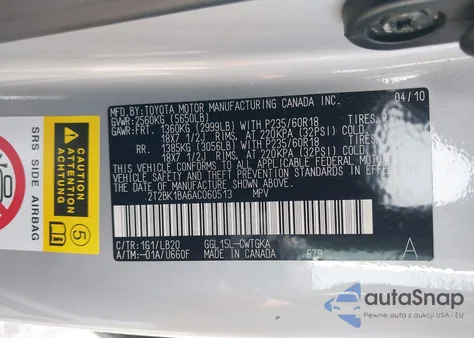 MFD.BY:TOYOTA MOTOR MANUFACTURING CANADA INC. 04/10
GVWR:2560KG(5650LB)
GAWR:FRT. 1360KG(2999LB)WITH P235/60R18
18X7 1/2J RIMS, AT 220KPA(32PSI) COLD.
RR. 1385KG(3056LB)WITH P235/60R18
18X7 1/2J RIMS, AT 220KPA(32PSI) COLD.
THIS VEHICLE CONFORMS TO ALL APPLICABLE FEDERAL MOTOR
VEHICLE SAFETY, BUMPER, AND THEFT PREVENTION STANDARDS IN
EFFECT ON THE DATE OF MANUFACTURE SHOWN ABOVE.
2T2BK1BA6AC060513 MPV
C/TR:1G1/LB20 GGL15L-CWTGKA
A/TM:-01A/U660F MADE IN CANADA 679 A
SRS SIDE AIRBAG
CAUTION
ATTENTION
ACHTUNG
5
autoSnap
Pewne auta z USA i EU